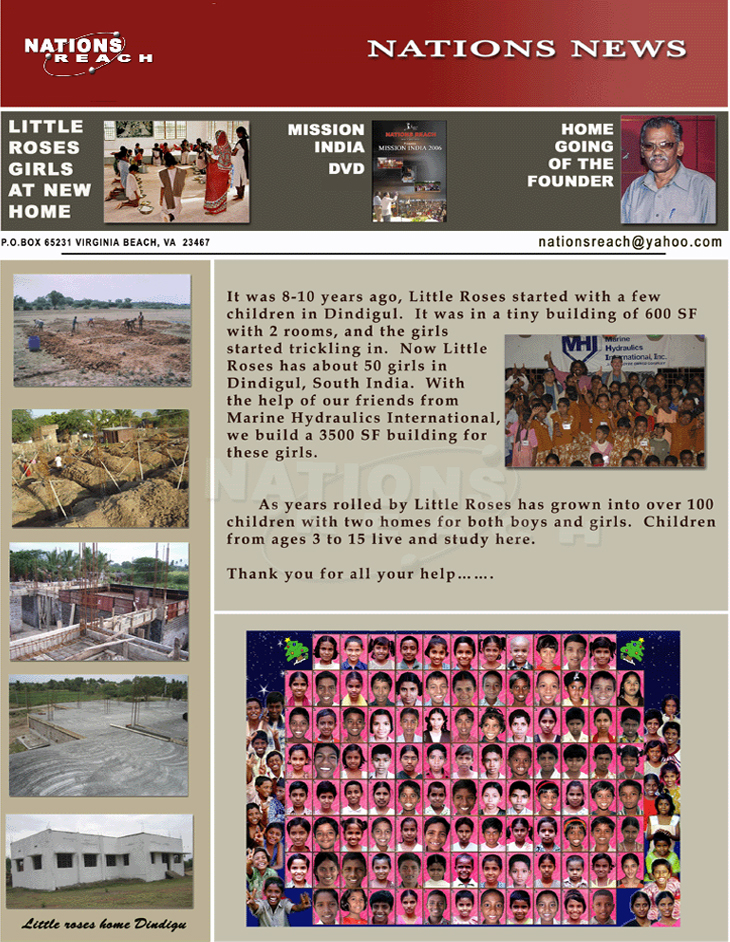 NATIONS
REACH
NATIONS NEWS
LITTLE
ROSES
GIRLS
AT NEW
HOME
MISSION
INDIA
DVD
NATIONS REACH
MISSION INDIA 2006
HOME
GOING
OF THE
FOUNDER
P.O.BOX 65231 VIRGINIA BEACH, VA 23467
nationsreach@yahoo.com
It was 8-10 years ago, Little Roses started with a few
children in Dindigul. It was in a tiny building of 600 SF
with 2 rooms, and the girls
started trickling in. Now Little
Roses has about 50 girls in
Dindigul, South India. With
the help of our friends from
Marine Hydraulics International,
we build a 3500 SF building for
these girls.
MHI
Marine
Hydraulics
International, Inc.
NATIONS
REACH
As years rolled by Little Roses has grown into over 100
children with two homes for both boys and girls. Children
from ages 3 to 15 live and study here.
Thank you for all your help…….
Little roses home Dindigu